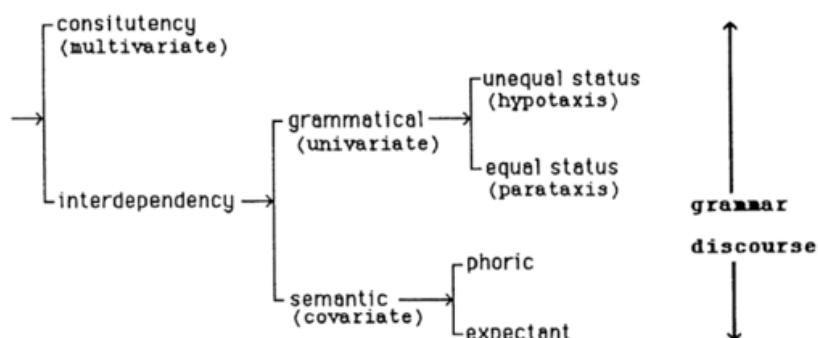 consitutency
(multivariate)
unequal status
(hypotaxis)
grammatical
(univariate)
equal status
(parataxis)
interdependency
grammar
discourse
phoric
semantic
(covariate)
expectant